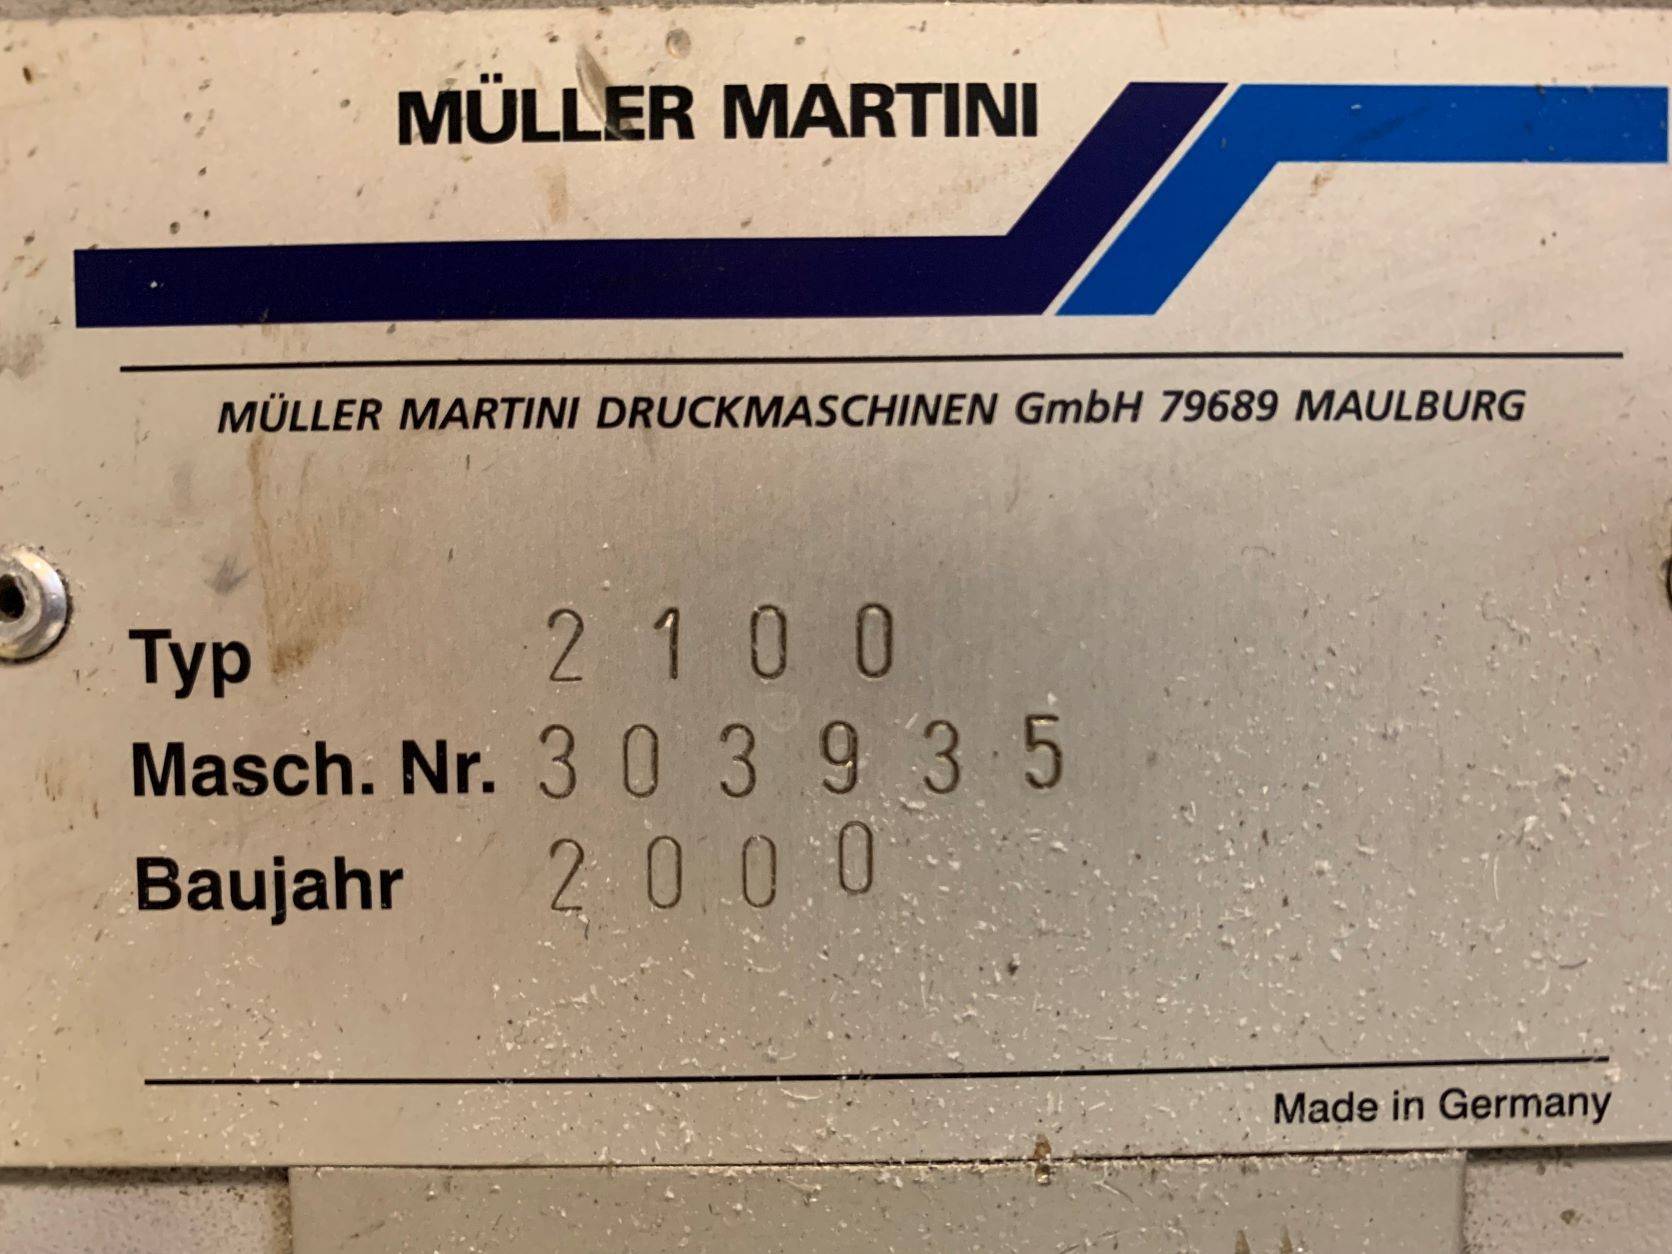 MÜLLER MARTINI
MÜLLER MARTINI DRUCKMASCHINEN GmbH 79689 MAULBURG
Typ 2100
Masch. Nr. 303935
Baujahr 2000
Made in Germany